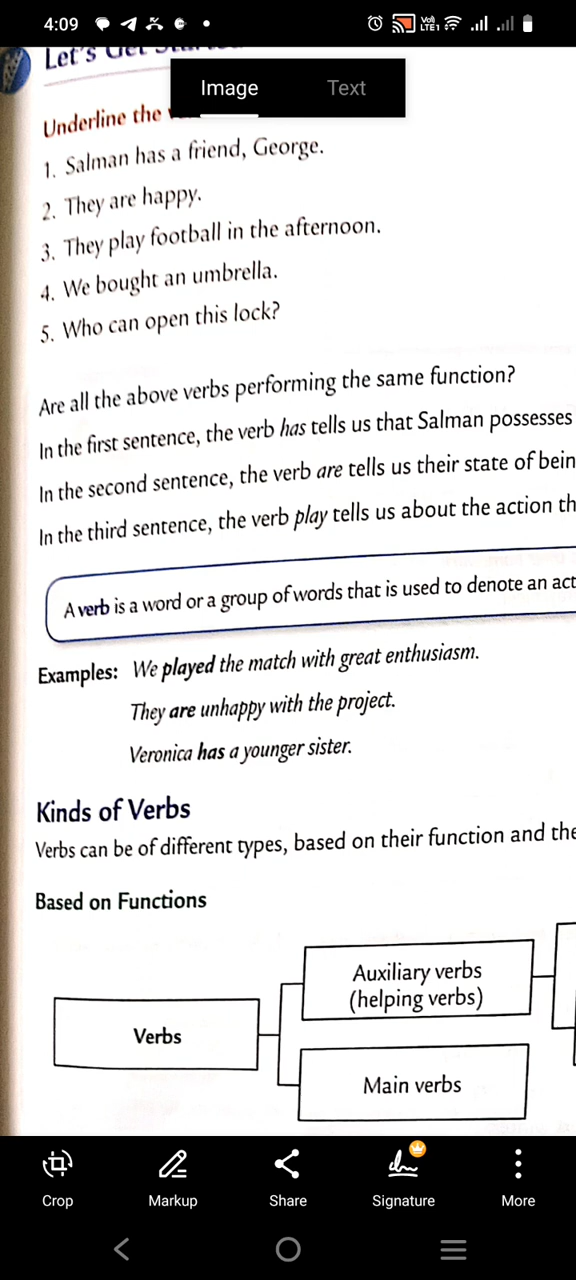 4:09
Let's Get
Image
Text
Underline the
1. Salman has a friend, George.
2. They are happy.
3. They play football in the afternoon.
4. We bought an umbrella.
5. Who can open this lock?
Are all the above verbs performing the same function?
In the first sentence, the verb has tells us that Salman possesses
In the second sentence, the verb are tells us their state of bein
In the third sentence, the verb play tells us about the action th
A verb is a word or a group of words that is used to denote an act
Examples: We played the match with great enthusiasm.
They are unhappy with the project.
Veronica has a younger sister.
Kinds of Verbs
Verbs can be of different types, based on their function and the
Based on Functions
Auxiliary verbs
(helping verbs)
Verbs
Main verbs
Crop
Markup
Share
Signature
More